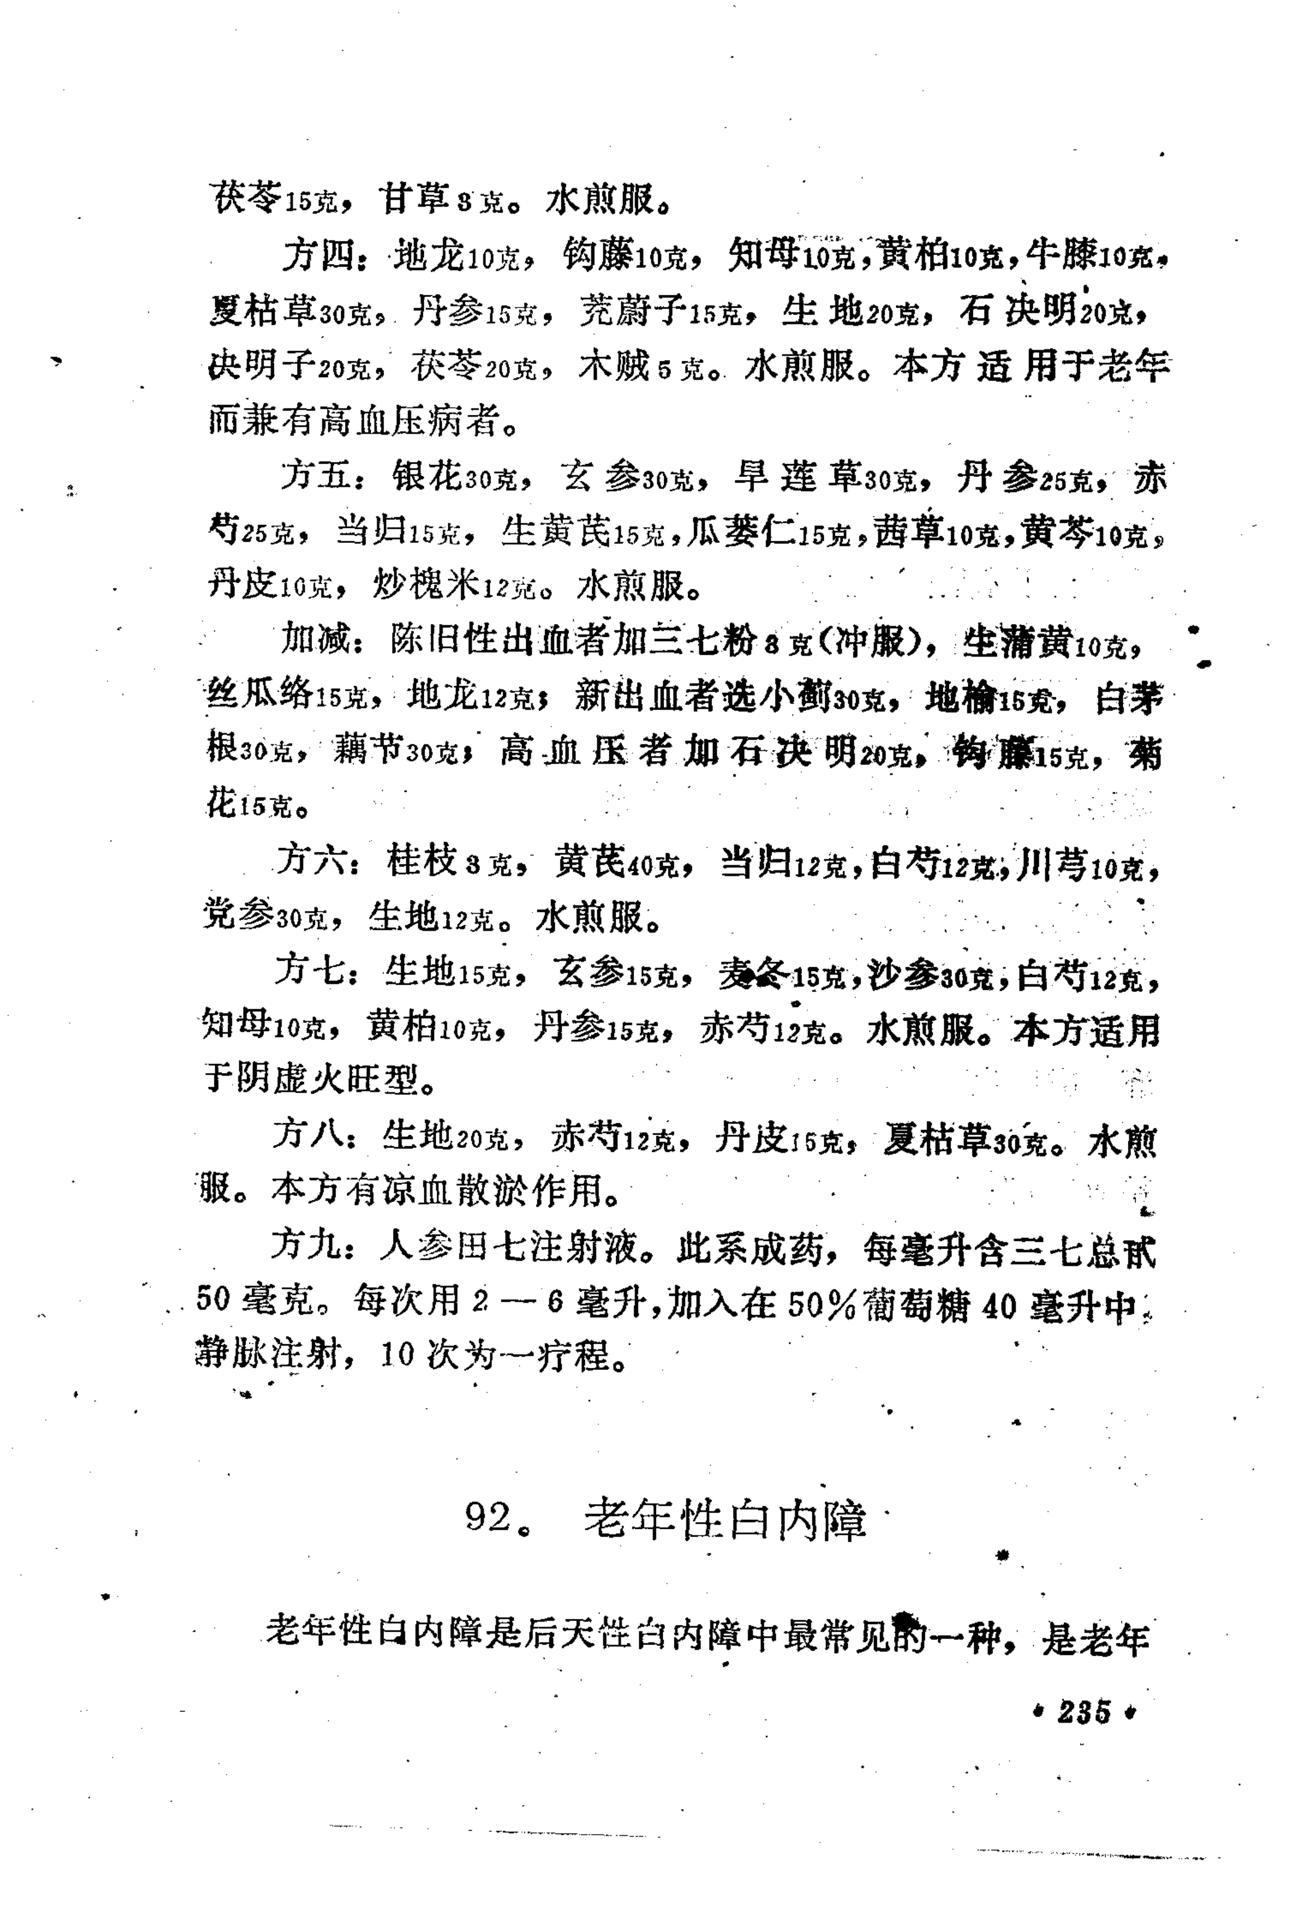 茯苓15克，甘草3克。水煎服。
方四：地龙10克，钩藤10克，知母10克，黄柏10克，牛膝10克，
夏枯草30克，丹参15克，茺蔚子15克，生地20克，石决明20克，
决明子20克，茯苓20克，木贼5克。水煎服。本方适用于老年
而兼有高血压病者。
方五：银花30克，玄参30克，旱莲草30克，丹参25克，赤
芍25克，当归15克，生黄芪15克，瓜蒌仁15克，茜草10克，黄芩10克，
丹皮10克，炒槐米12克。水煎服。
加减：陈旧性出血者加三七粉3克（冲服），生蒲黄10克，
丝瓜络15克，地龙12克；新出血者选小蓟30克，地榆15克，白茅
根30克，藕节30克；高血压者加石决明20克，钩藤15克，菊
花15克。
方六：桂枝3克，黄芪40克，当归12克，白芍12克，川芎10克，
党参30克，生地12克。水煎服。
方七：生地15克，玄参15克，麦冬15克，沙参30克，白芍12克，
知母10克，黄柏10克，丹参15克，赤芍12克。水煎服。本方适用
于阴虚火旺型。
方八：生地20克，赤芍12克，丹皮15克，夏枯草30克。水煎
服。本方有凉血散淤作用。
方九：人参田七注射液。此系成药，每毫升含三七总甙
50毫克。每次用2—6毫升，加入在50%葡萄糖40毫升中，
静脉注射，10次为一疗程。
92。老年性白内障
老年性白内障是后天性白内障中最常见的一种，是老年
·235·